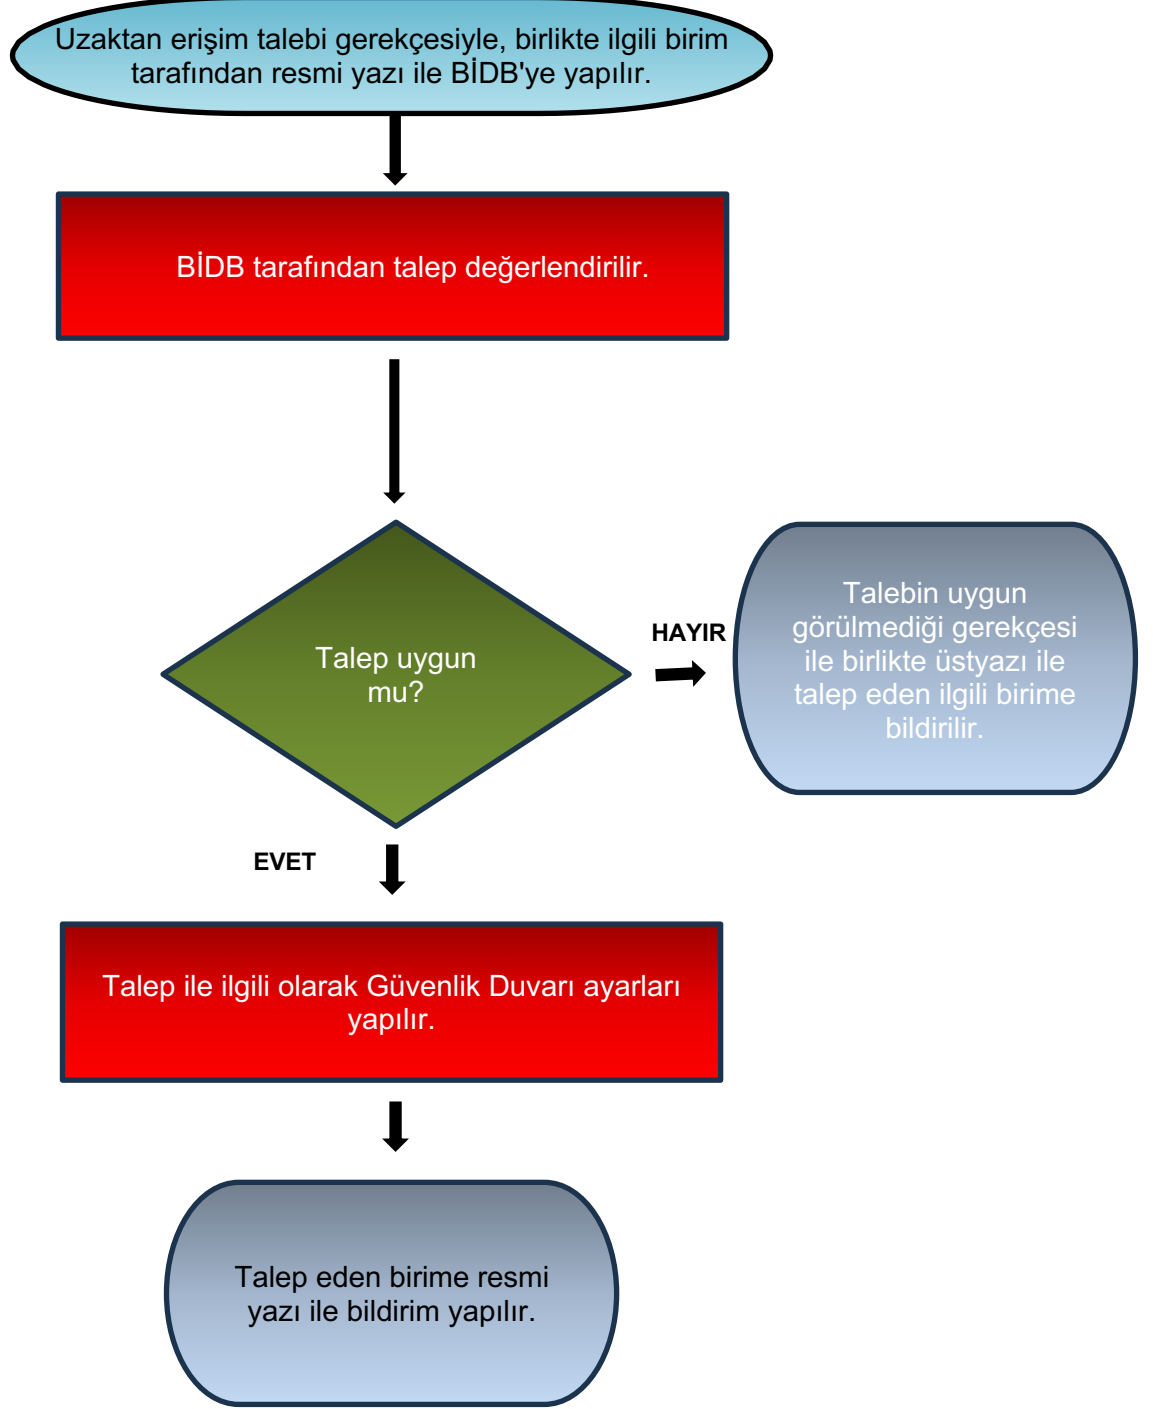 Uzaktan erişim talebi gerekçesiyle, birlikte ilgili birim
tarafından resmi yazı ile BİDB'ye yapılır.
BİDB tarafından talep değerlendirilir.
Talep uygun
mu?
HAYIR
Talebin uygun
görülmediği gerekçesi
ile birlikte üstyazı ile
talep eden ilgili birime
bildirilir.
EVET
Talep ile ilgili olarak Güvenlik Duvarı ayarları
yapılır.
Talep eden birime resmi
yazı ile bildirim yapılır.